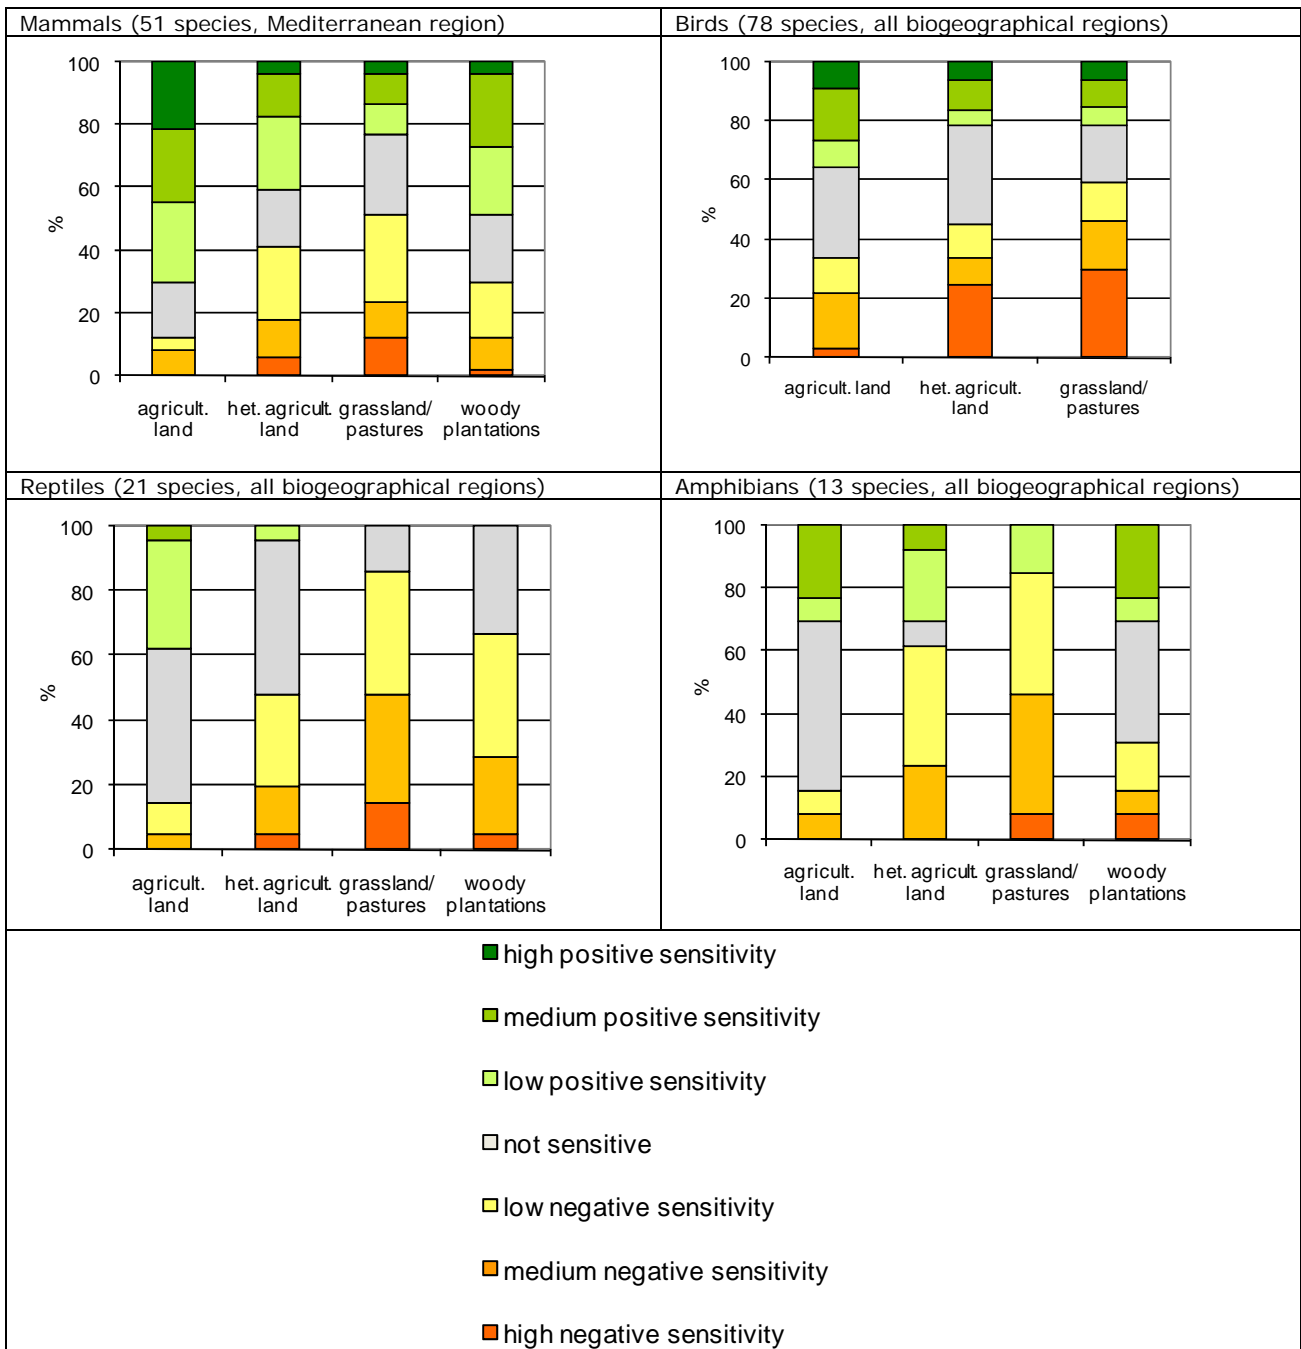 Mammals (51 species, Mediterranean region)
100
80
60
40
20
0
%
agricult. land
het. agricult. land
grassland/ pastures
woody plantations
Birds (78 species, all biogeographical regions)
100
80
60
40
20
0
%
agricult. land
het. agricult. land
grassland/ pastures
Reptiles (21 species, all biogeographical regions)
100
80
60
40
20
0
%
agricult. land
het. agricult. land
grassland/ pastures
woody plantations
Amphibians (13 species, all biogeographical regions)
100
80
60
40
20
0
%
agricult. land
het. agricult. land
grassland/ pastures
woody plantations
high positive sensitivity
medium positive sensitivity
low positive sensitivity
not sensitive
low negative sensitivity
medium negative sensitivity
high negative sensitivity